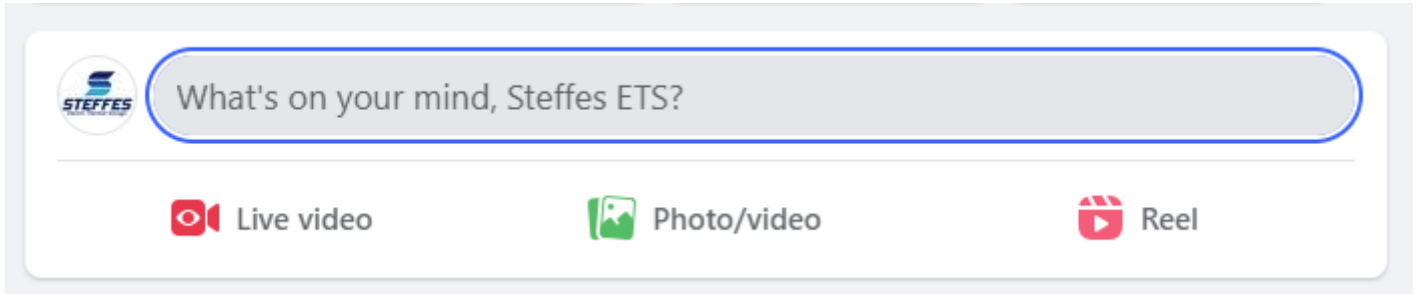 STEFFES
What's on your mind, Steffes ETS?
Live video
Photo/video
Reel